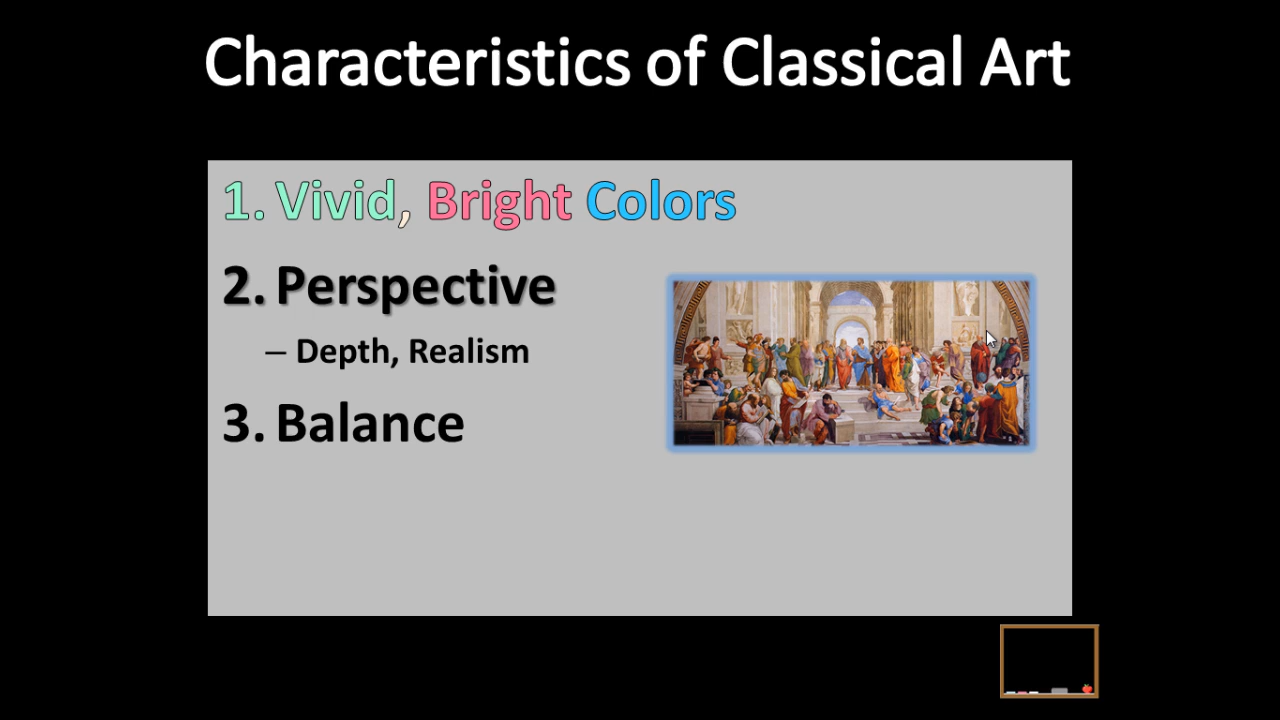 Characteristics of Classical Art
1. Vivid, Bright Colors
2. Perspective
– Depth, Realism
3. Balance